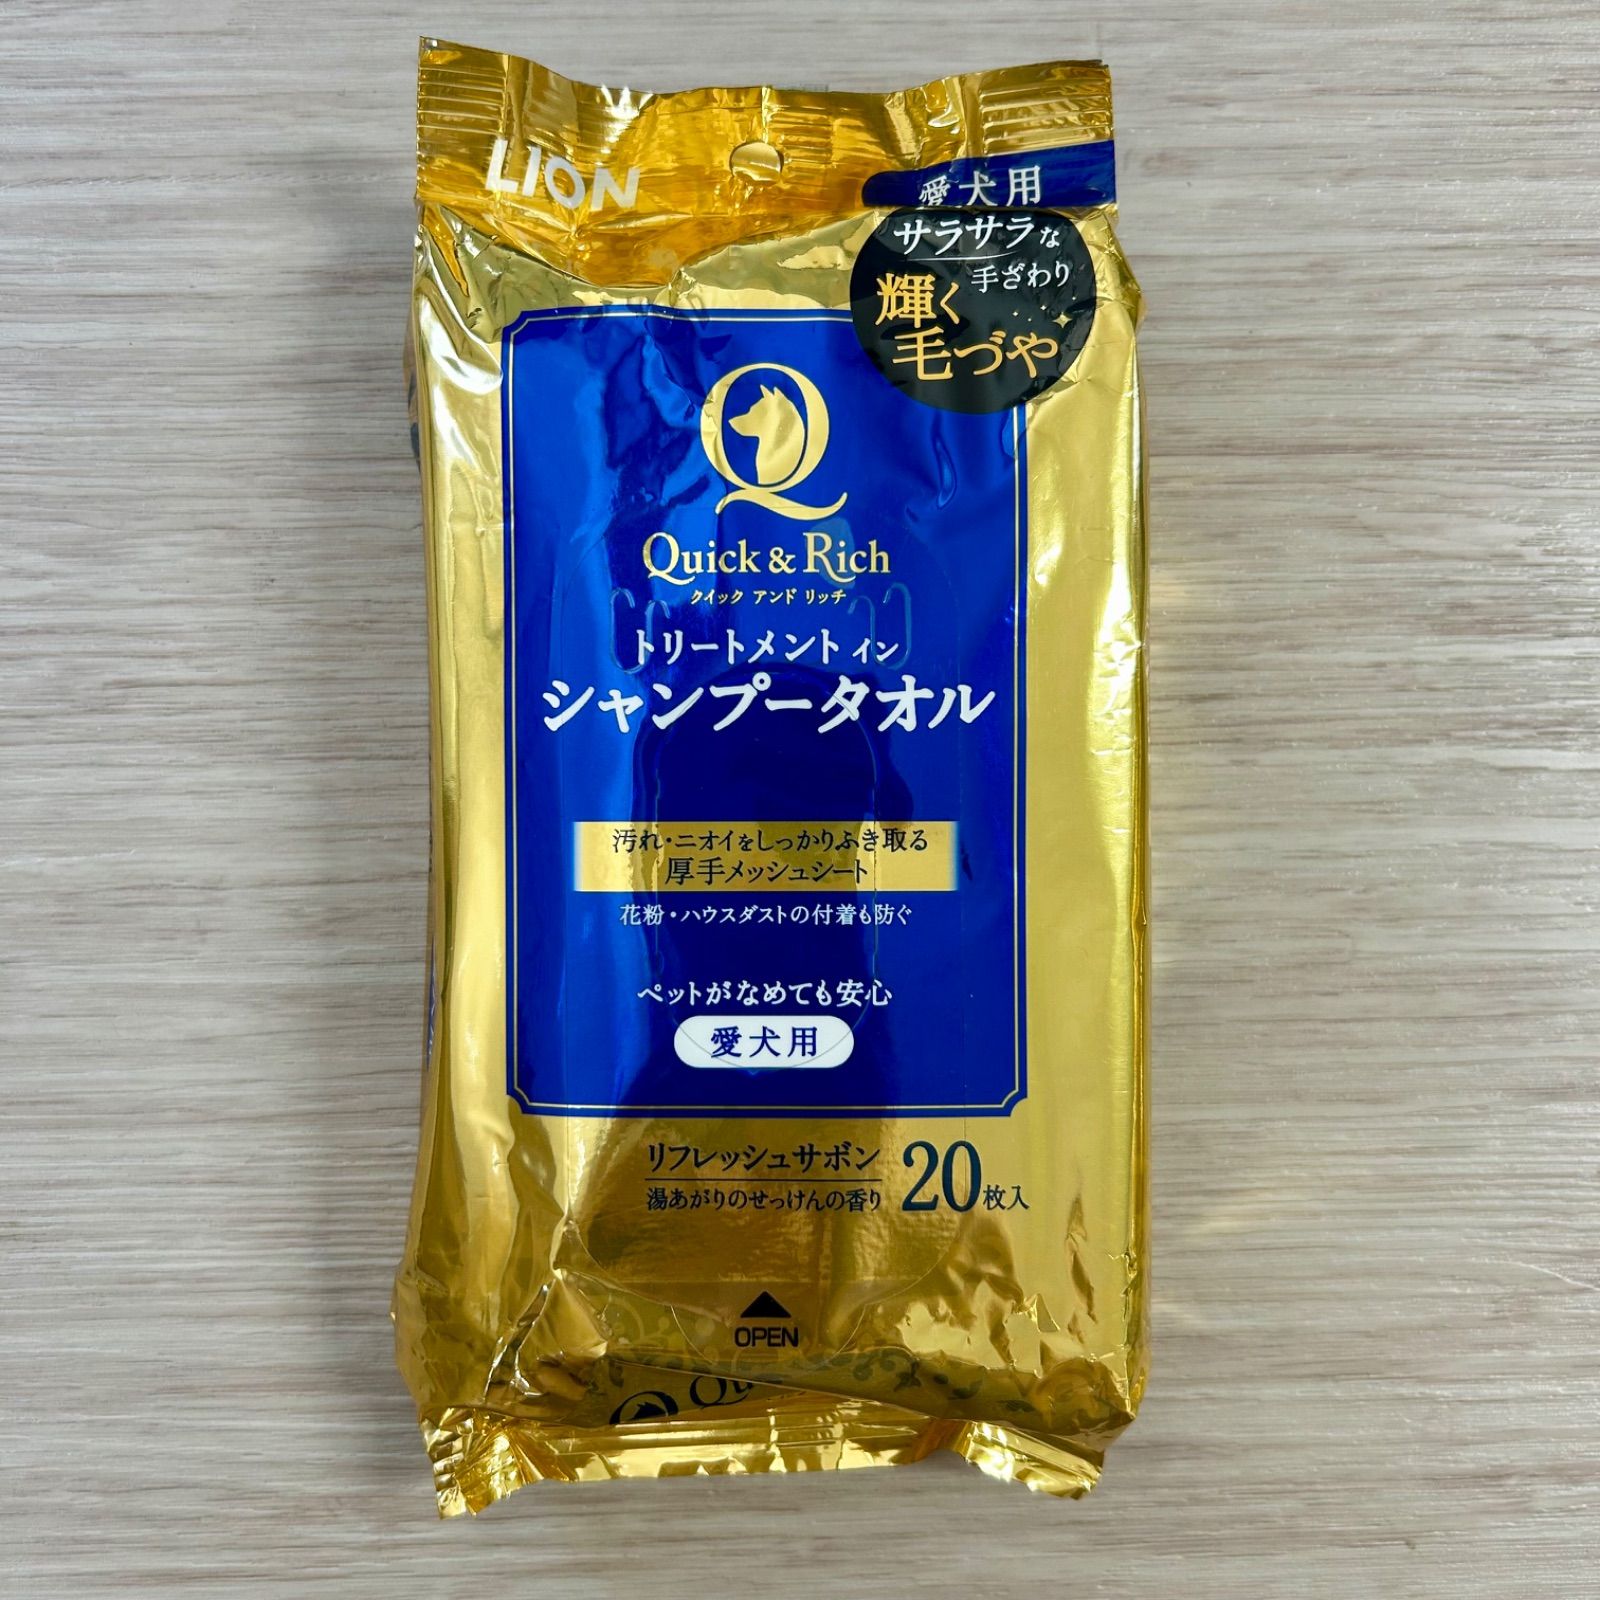 LION
愛犬用
サラサラな
手ざわり
輝く
毛づや
Q
Quick & Rich
クイック アンド リッチ
トリートメント イン
シャンプータオル
汚れ・ニオイをしっかりふき取る
厚手メッシュシート
花粉・ハウスダストの付着も防ぐ
ペットがなめても安心
愛犬用
リフレッシュサボン
湯あがりのせっけんの香り
20枚入
OPEN